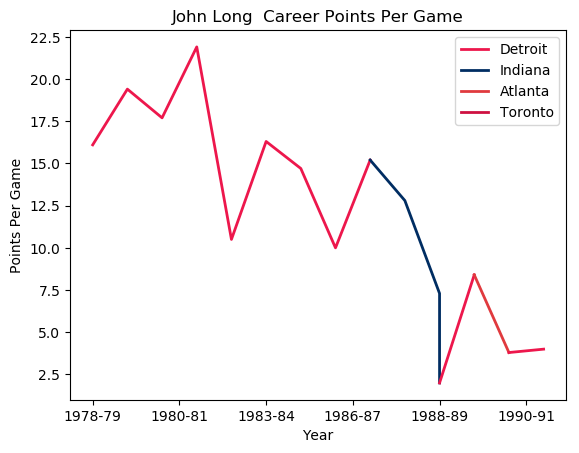 John Long  Career Points Per Game
22.5
20.0
17.5
15.0
12.5
10.0
7.5
5.0
2.5
Points Per Game
Detroit
Indiana
Atlanta
Toronto
1978-79
1980-81
1983-84
1986-87
1988-89
1990-91
Year